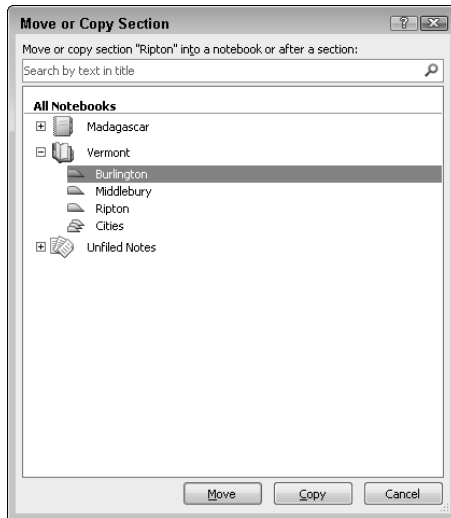 Move or Copy Section
Move or copy section "Ripton" into a notebook or after a section:
Search by text in title
All Notebooks
Madagascar
Vermont
Burlington
Middlebury
Ripton
Cities
Unfiled Notes
Move Copy Cancel